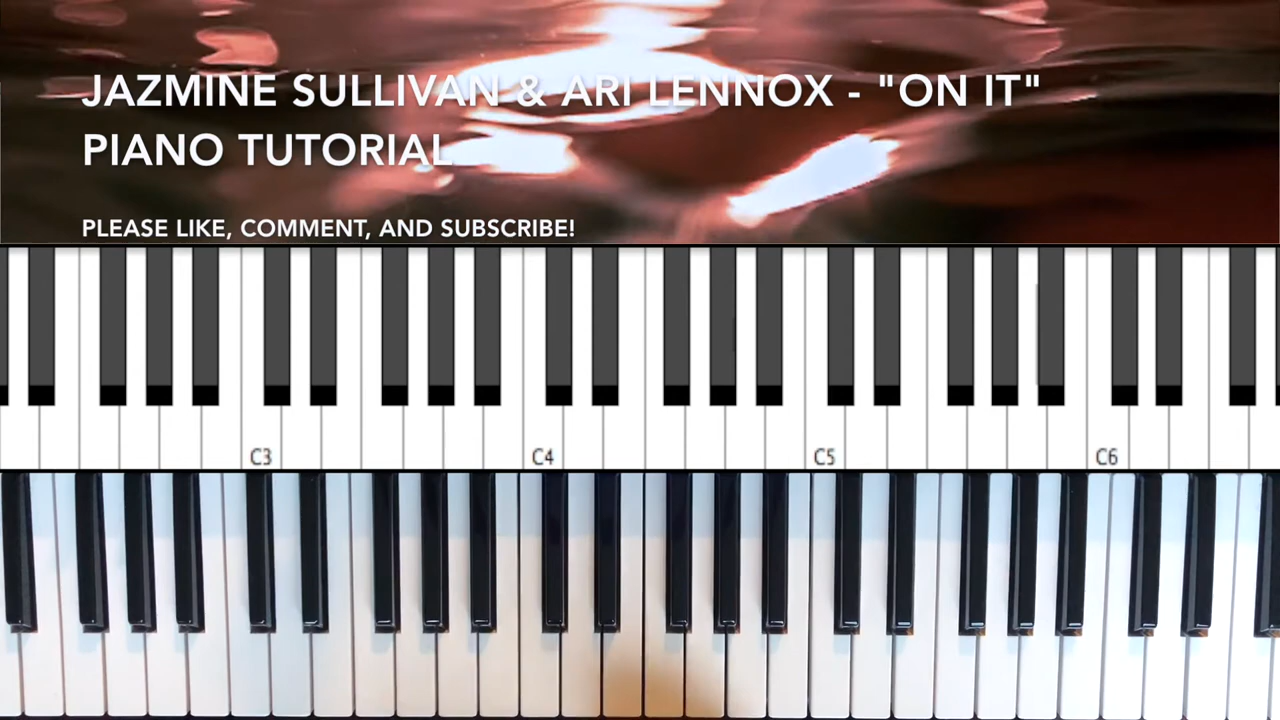 JAZMINE SULLIVAN & ARI LENNOX - "ON IT"
PIANO TUTORIAL
PLEASE LIKE, COMMENT, AND SUBSCRIBE!
C3 C4 C5 C6